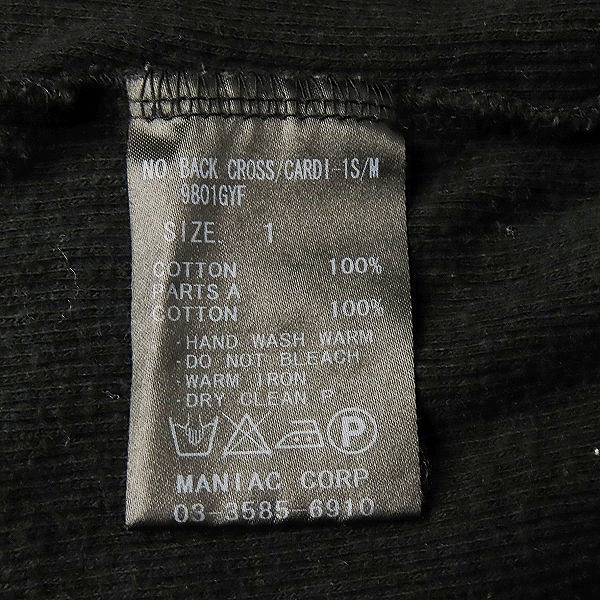 NO BACK CROSS/CARDI-1S/M
9801GYF
SIZE 1
COTTON 100%
PARTS A
COTTON 100%
・HAND WASH WARM
・DO NOT BLEACH
・WARM IRON
・DRY CLEAN P
P
MANIAC CORP
03-3585-6910